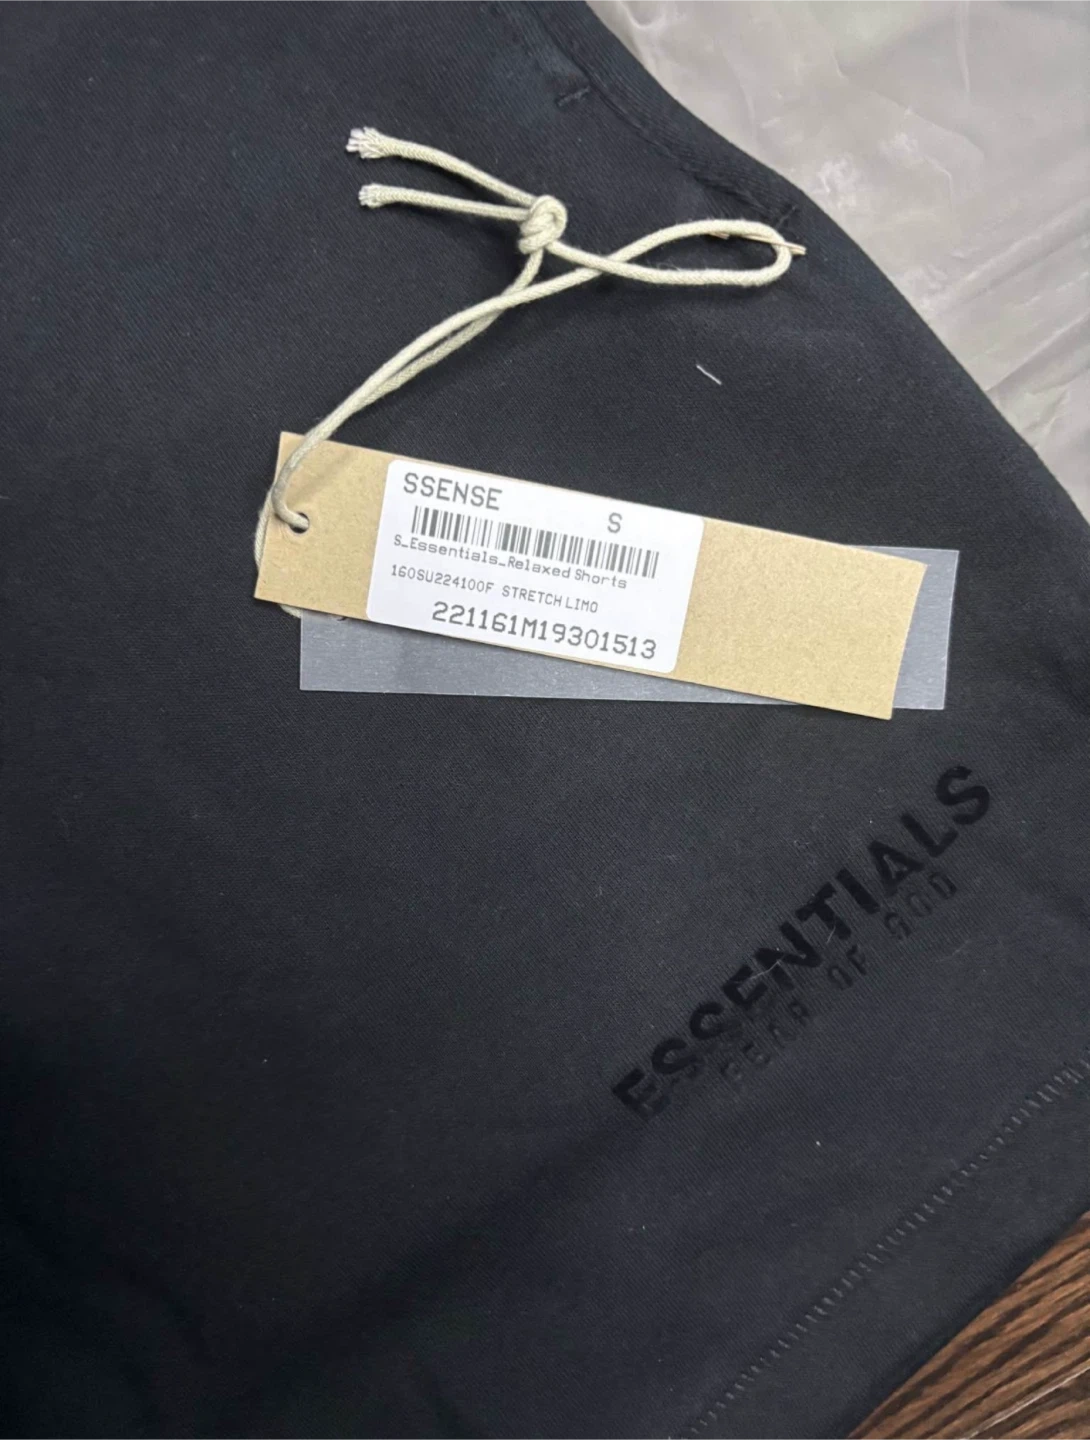 SSENSE
S
S_Essentials_Relaxed Shorts
160SU224100F STRETCH LIMO
221161M19301513
ESSENTIALS
FEAR OF GOD